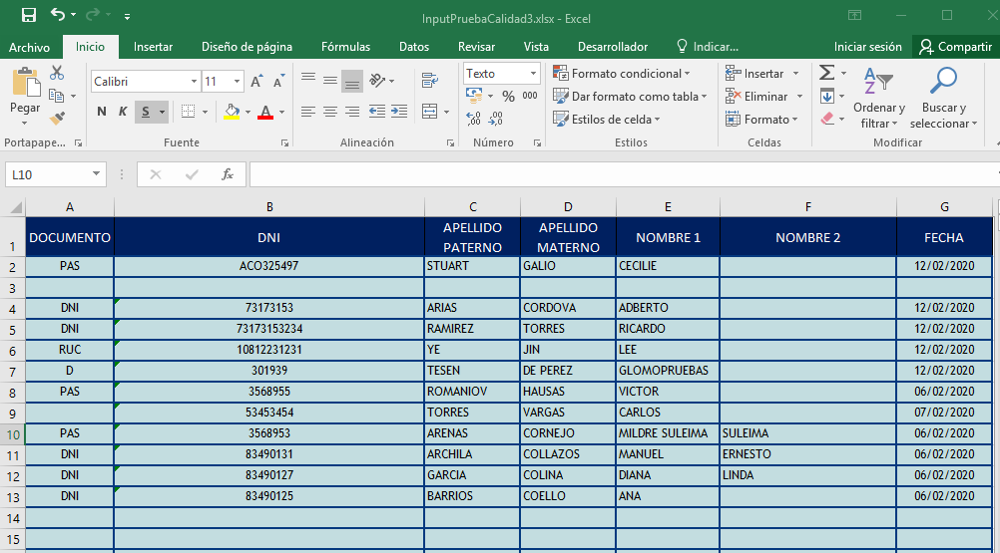 InputPruebaCalidad3.xlsx - Excel
Archivo Inicio Insertar Diseño de página Fórmulas Datos Revisar Vista Desarrollador Indicar... Iniciar sesión Compartir
Pegar
Calibri 11
N K S
Texto
% 000
Formato condicional
Dar formato como tabla
Estilos de celda
Insertar
Eliminar
Formato
Σ
Ordenar y filtrar
Buscar y seleccionar
Portapape... Fuente Alineación Número Estilos Celdas Modificar
L10 fx
A B C D E F G
1 DOCUMENTO DNI APELLIDO PATERNO APELLIDO MATERNO NOMBRE 1 NOMBRE 2 FECHA
2 PAS ACO325497 STUART GALIO CECILIE 12/02/2020
3
4 DNI 73173153 ARIAS CORDOVA ADBERTO 12/02/2020
5 DNI 73173153234 RAMIREZ TORRES RICARDO 12/02/2020
6 RUC 10812231231 YE JIN LEE 12/02/2020
7 D 301939 TESEN DE PEREZ GLOMOPRUEBAS 12/02/2020
8 PAS 3568955 ROMANIOV HAUSAS VICTOR 06/02/2020
9 53453454 TORRES VARGAS CARLOS 07/02/2020
10 PAS 3568953 ARENAS CORNEJO MILDRE SULEIMA SULEIMA 06/02/2020
11 DNI 83490131 ARCHILA COLLAZOS MANUEL ERNESTO 06/02/2020
12 DNI 83490127 GARCIA COLINA DIANA LINDA 06/02/2020
13 DNI 83490125 BARRIOS COELLO ANA 06/02/2020
14
15